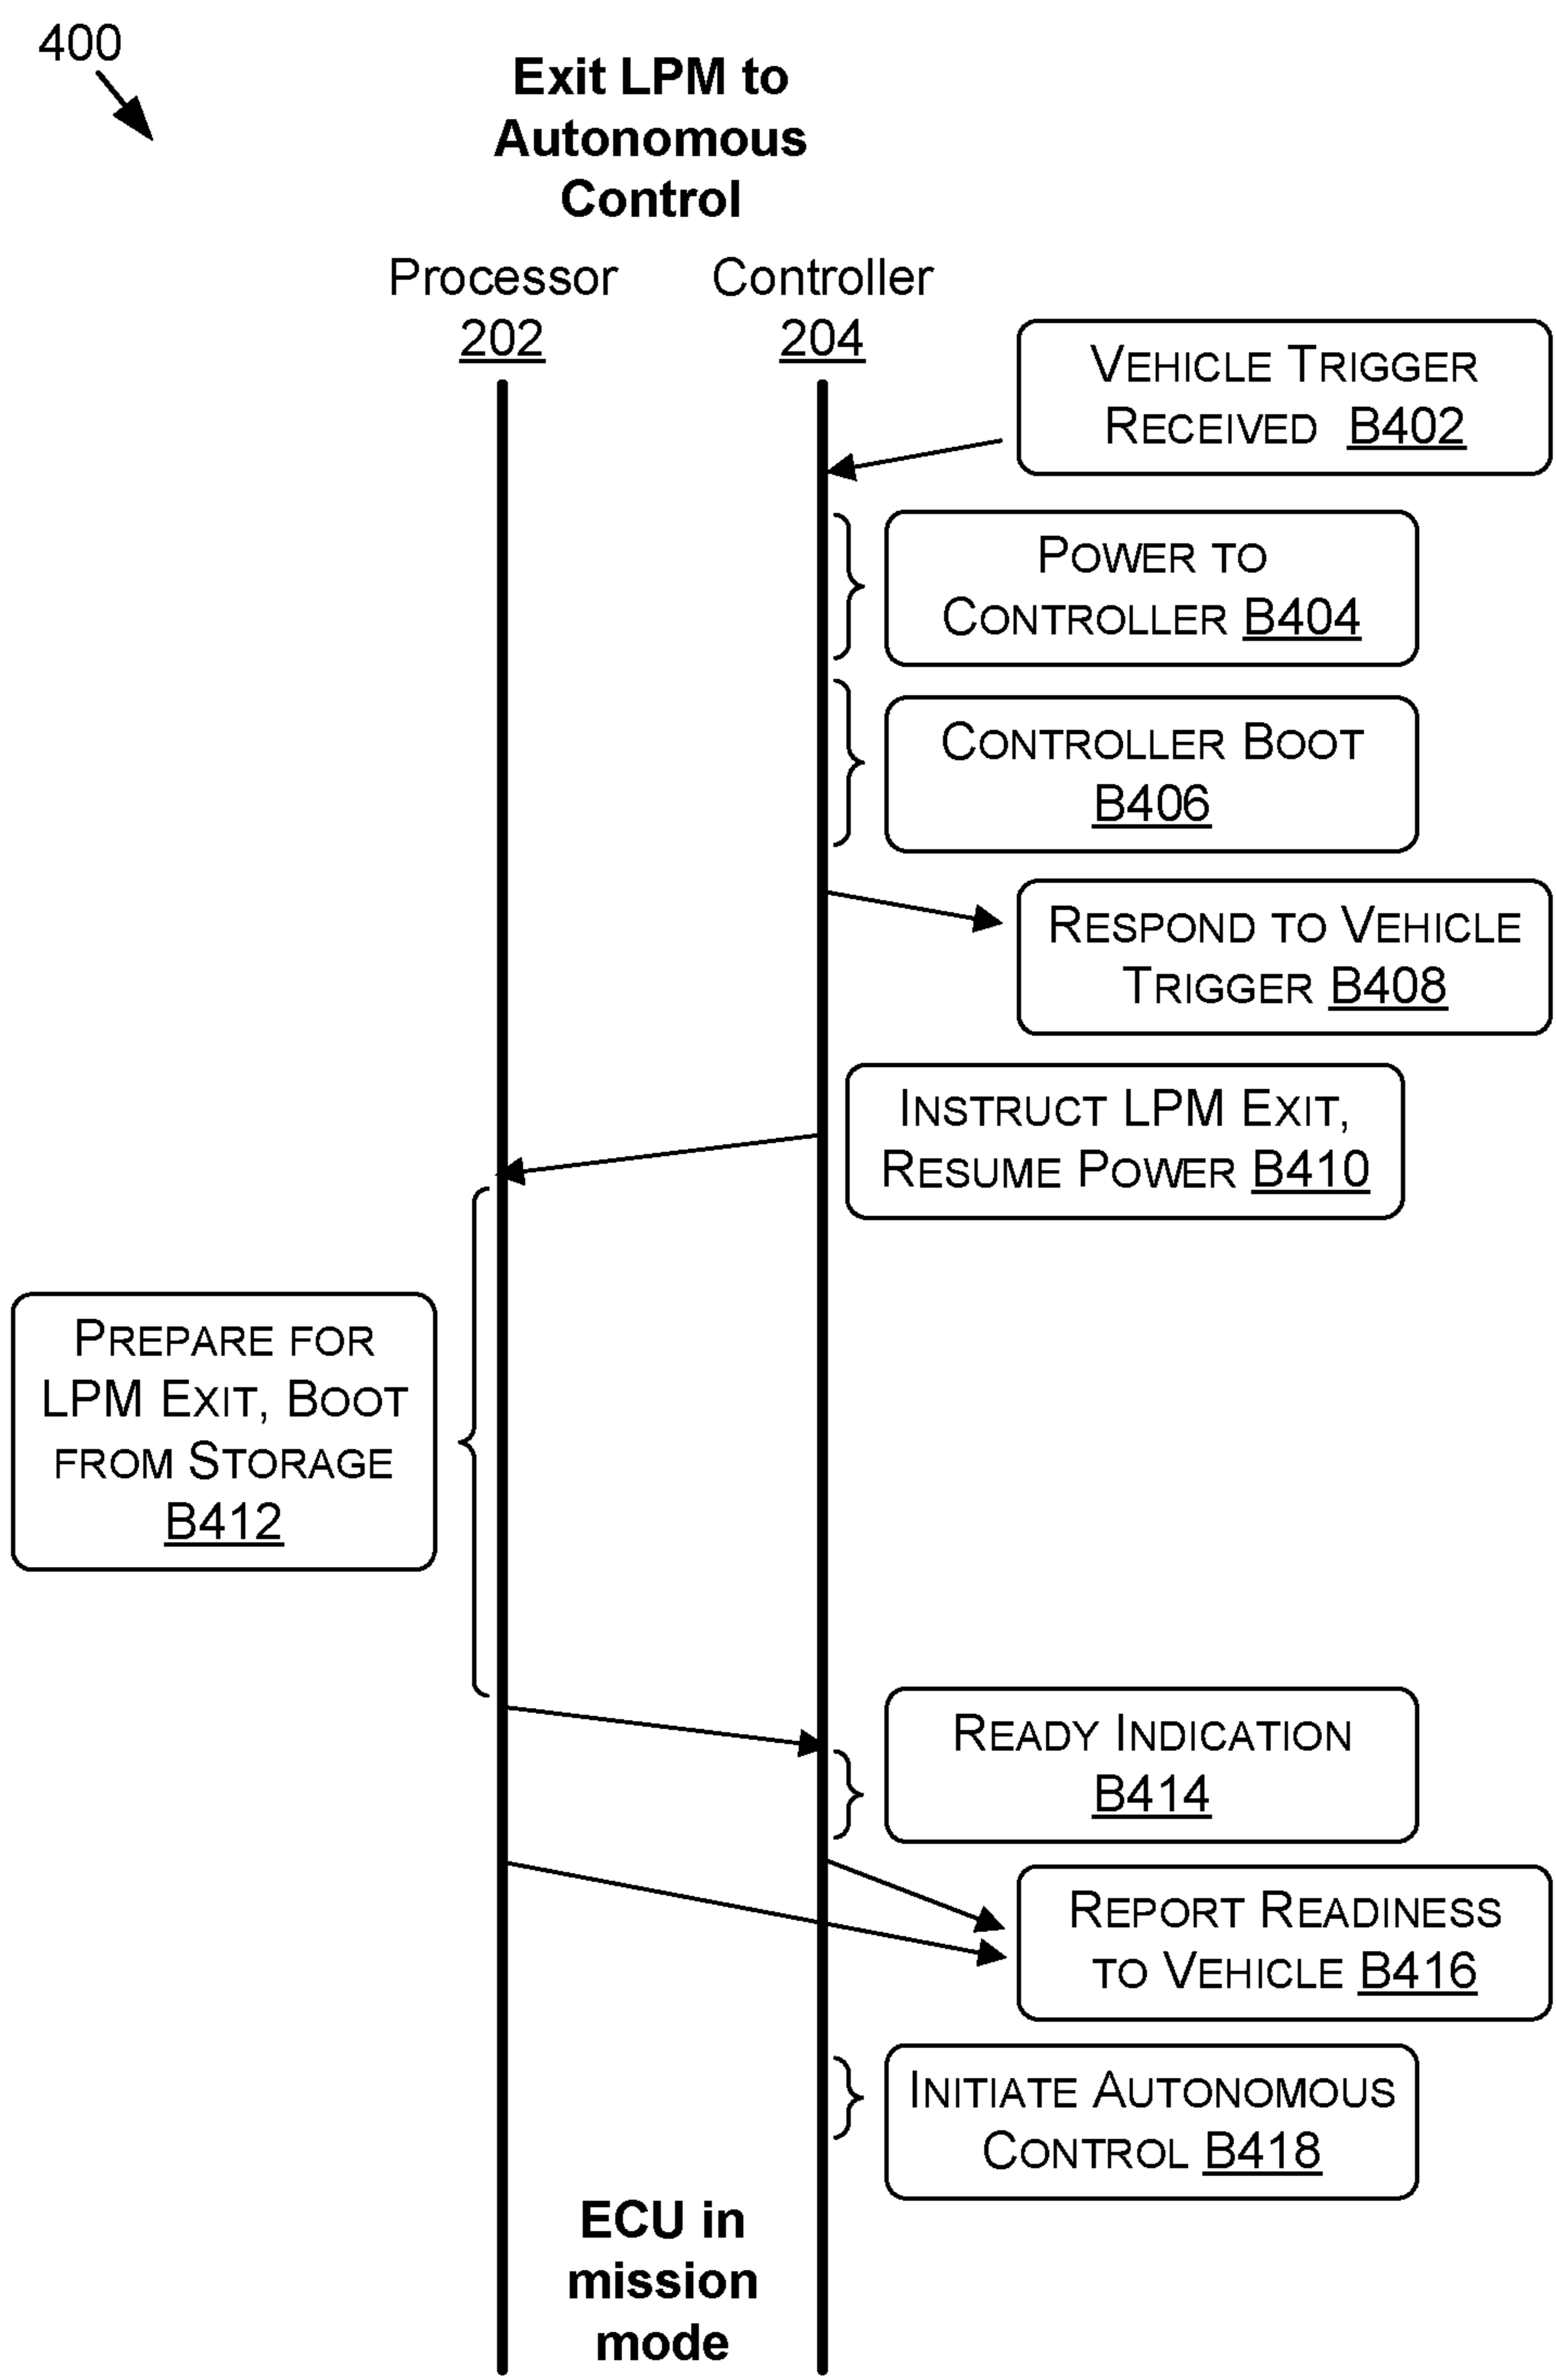 400
Exit LPM to
Autonomous
Control
Processor
202
Controller
204
VEHICLE TRIGGER
RECEIVED B402
POWER TO
CONTROLLER B404
CONTROLLER BOOT
B406
RESPOND TO VEHICLE
TRIGGER B408
INSTRUCT LPM EXIT,
RESUME POWER B410
PREPARE FOR
LPM EXIT, BOOT
FROM STORAGE
B412
READY INDICATION
B414
REPORT READINESS
TO VEHICLE B416
INITIATE AUTONOMOUS
CONTROL B418
ECU in
mission
mode